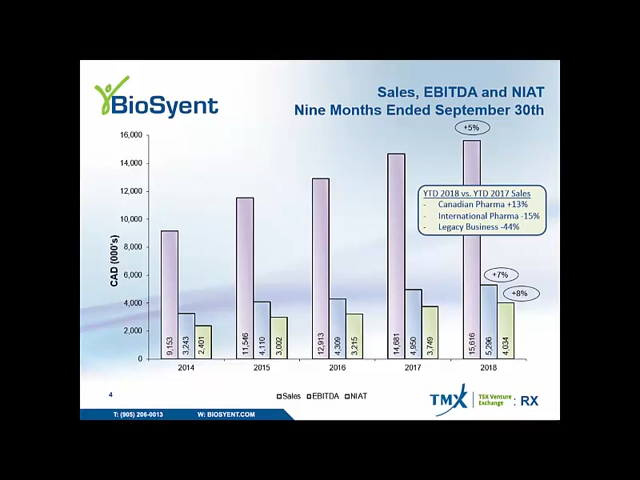 BioSyent
Sales, EBITDA and NIAT
Nine Months Ended September 30th
+5%
16,000
14,000
12,000
10,000
8,000
6,000
4,000
2,000
0
CAD (000's)
YTD 2018 vs. YTD 2017 Sales
- Canadian Pharma +13%
- International Pharma -15%
- Legacy Business -44%
+7%
+8%
9,153 3,243 2,401
11,546 4,110 3,002
12,913 4,309 3,215
14,681 4,950 3,749
15,616 5,296 4,034
2014 2015 2016 2017 2018
Sales EBITDA NIAT
4
TMX TSX Venture Exchange : RX
T: (905) 206-0013 W: BIOSYENT.COM